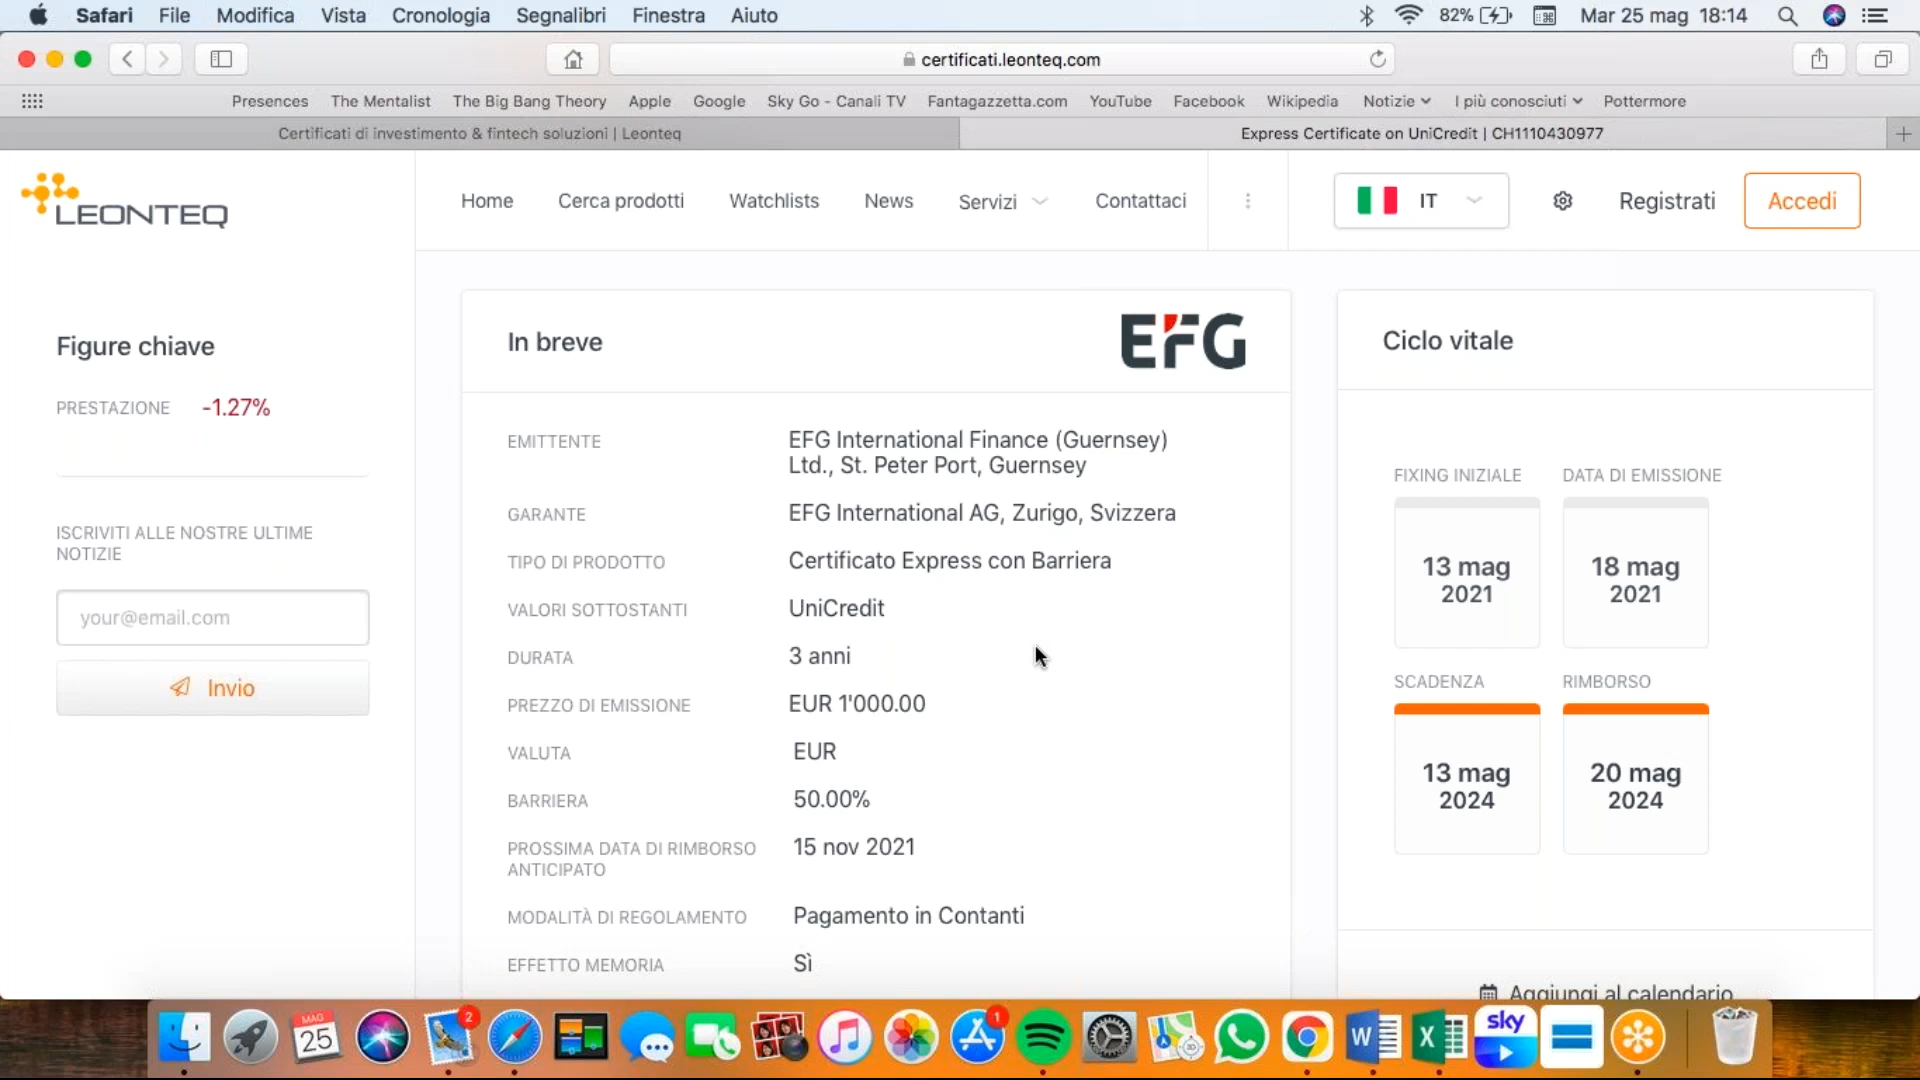 Safari File Modifica Vista Cronologia Segnalibri Finestra Aiuto 82% Mar 25 mag 18:14
certificati.leonteq.com
Presences The Mentalist The Big Bang Theory Apple Google Sky Go - Canali TV Fantagazzetta.com YouTube Facebook Wikipedia Notizie I più conosciuti Pottermore
Certificati di investimento & fintech soluzioni | Leonteq Express Certificate on UniCredit | CH1110430977
LEONTEQ
Home Cerca prodotti Watchlists News Servizi Contattaci IT Registrati Accedi
Figure chiave
PRESTAZIONE -1.27%
ISCRIVITI ALLE NOSTRE ULTIME
NOTIZIE
your@email.com
Invio
In breve
EFG
EMITTENTE EFG International Finance (Guernsey)
Ltd., St. Peter Port, Guernsey
GARANTE EFG International AG, Zurigo, Svizzera
TIPO DI PRODOTTO Certificato Express con Barriera
VALORI SOTTOSTANTI UniCredit
DURATA 3 anni
PREZZO DI EMISSIONE EUR 1'000.00
VALUTA EUR
BARRIERA 50.00%
PROSSIMA DATA DI RIMBORSO 15 nov 2021
ANTICIPATO
MODALITÀ DI REGOLAMENTO Pagamento in Contanti
EFFETTO MEMORIA Sì
Ciclo vitale
FIXING INIZIALE DATA DI EMISSIONE
13 mag 18 mag
2021 2021
SCADENZA RIMBORSO
13 mag 20 mag
2024 2024
Aggiungi al calendario
MAG
25
2
1
W
X
sky